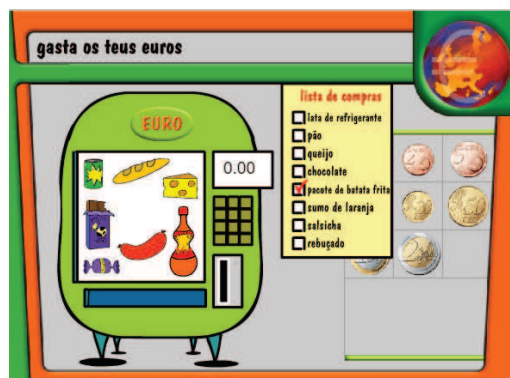 gasta os teus euros
EURO
0.00
lista de compras
lata de refrigerante
pão
queijo
chocolate
pacote de batata frita
sumo de laranja
salsicha
rebuçado